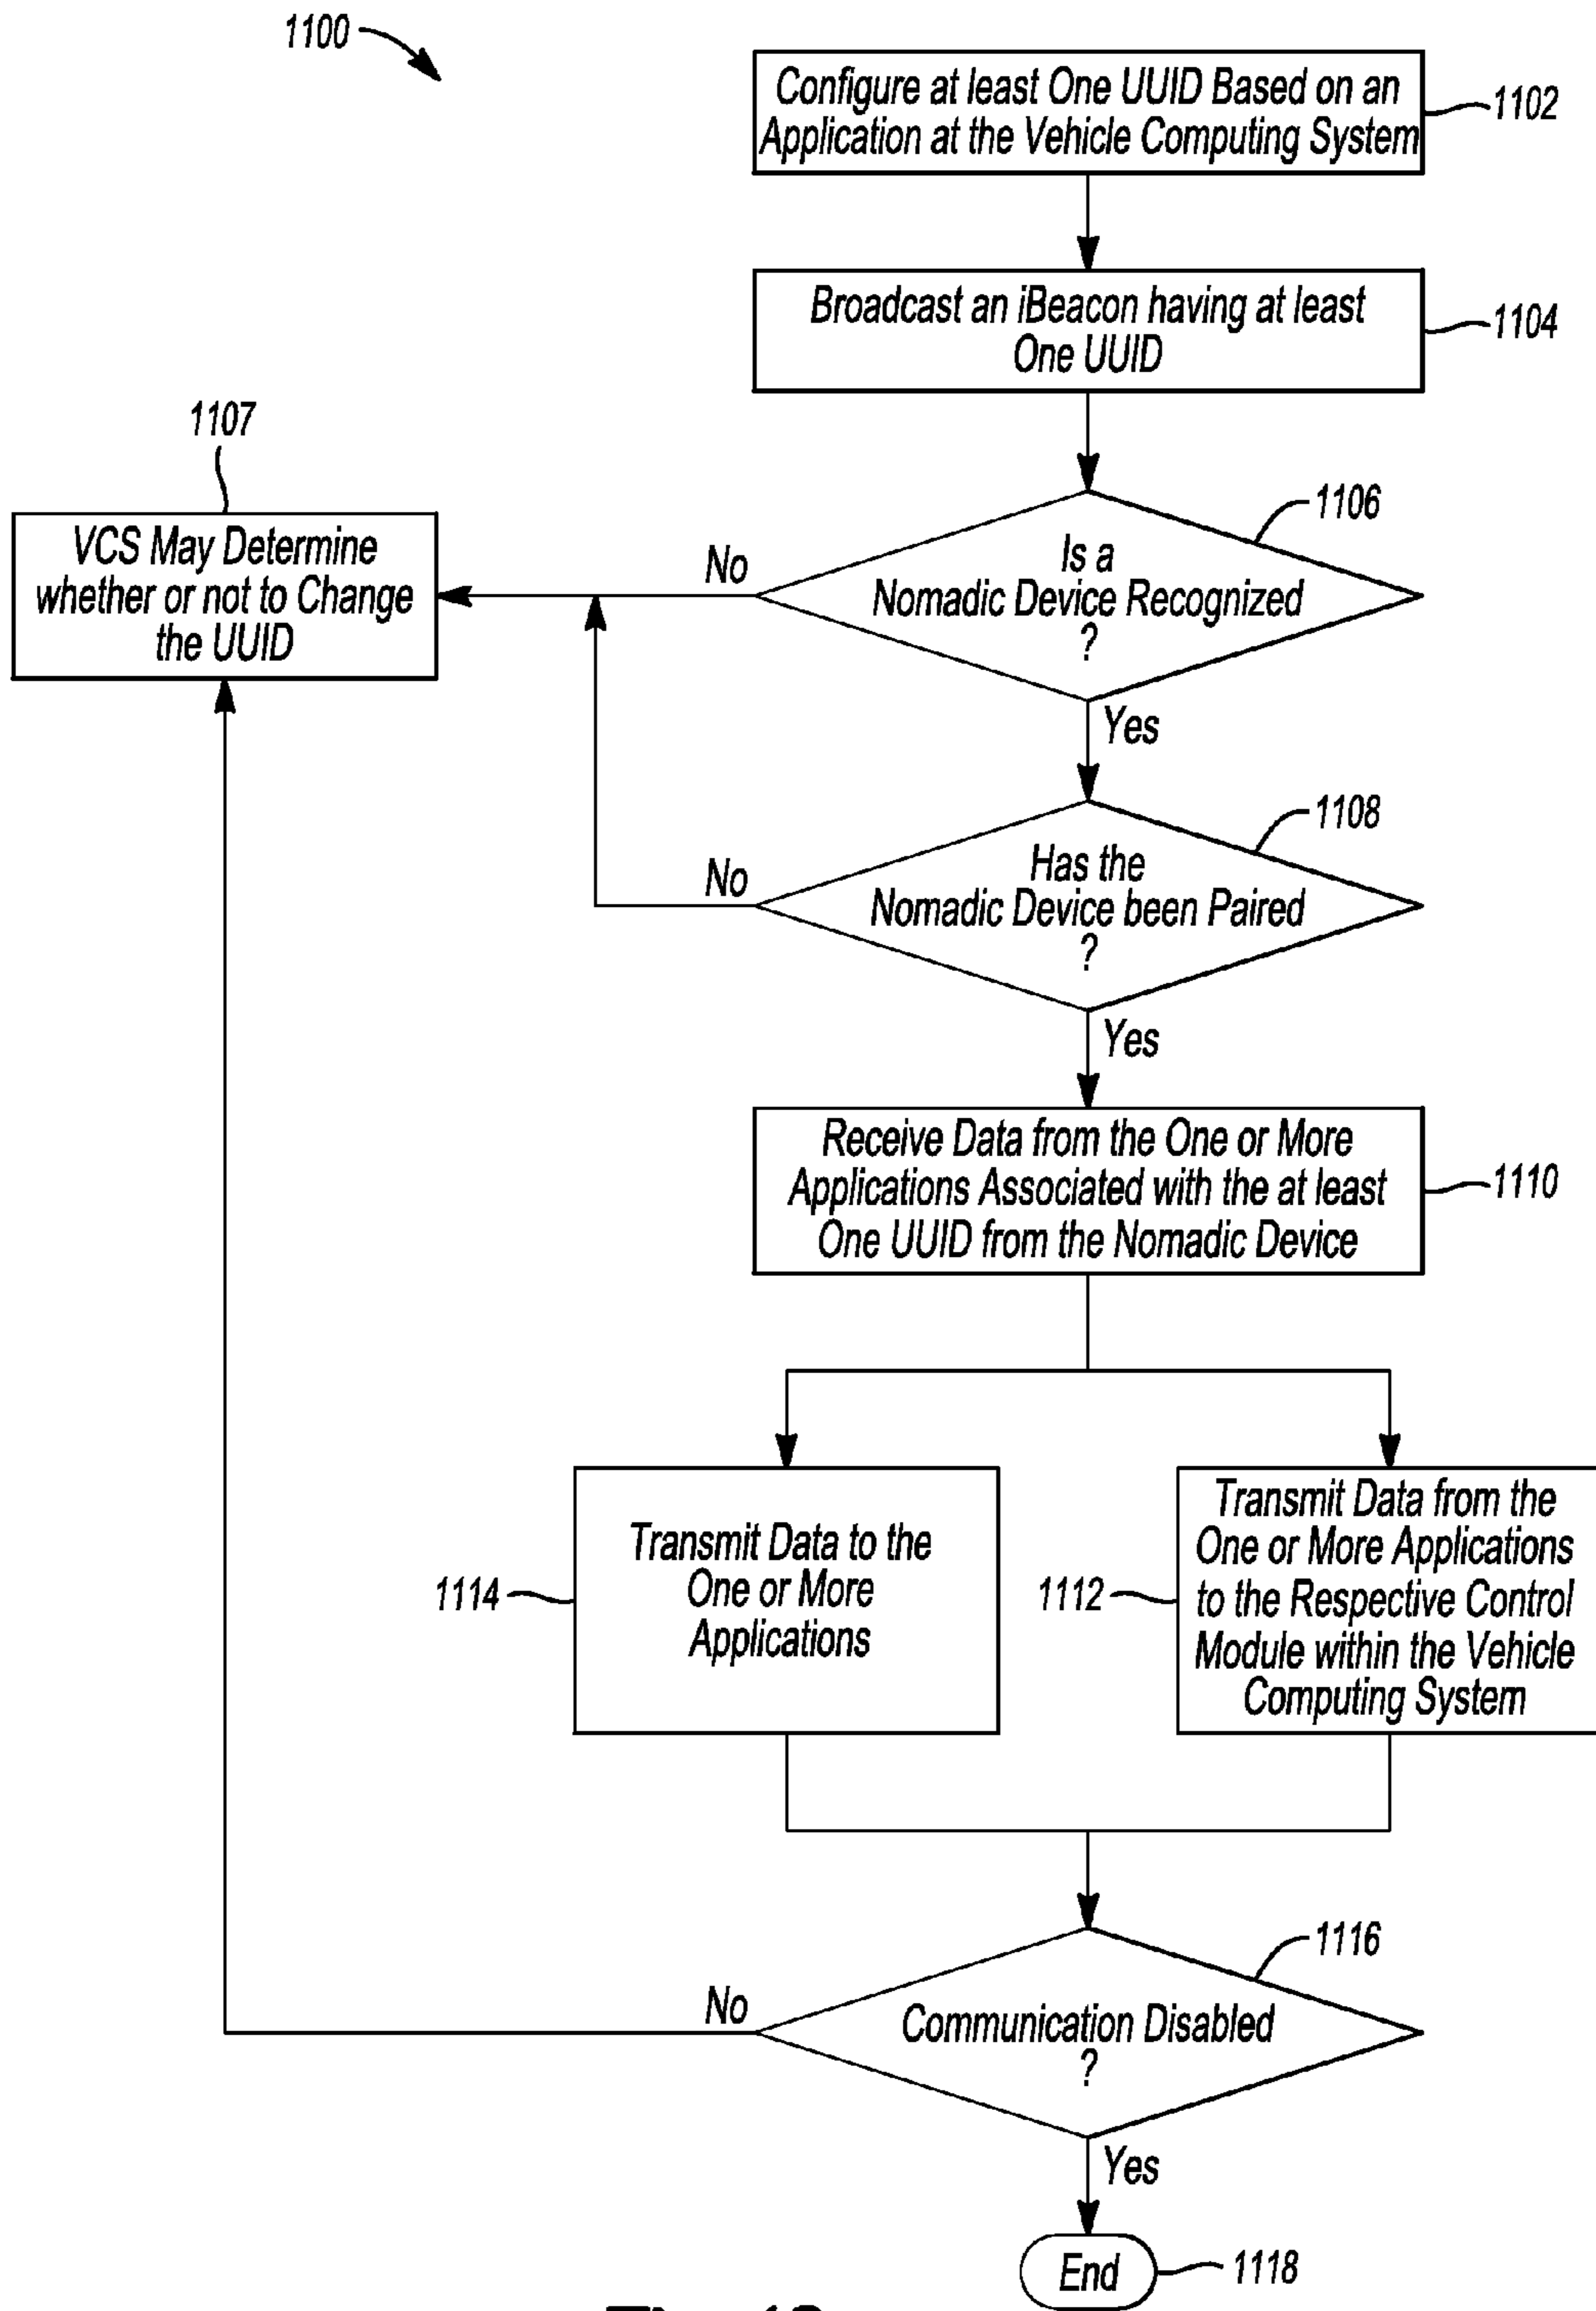 1100
Configure at least One UUID Based on an
Application at the Vehicle Computing System
1102
Broadcast an iBeacon having at least
One UUID
1104
1107
VCS May Determine
whether or not to Change
the UUID
No
Is a
Nomadic Device Recognized
?
1106
Yes
No
Has the
Nomadic Device been Paired
?
1108
Yes
Receive Data from the One or More
Applications Associated with the at least
One UUID from the Nomadic Device
1110
1114
Transmit Data to the
One or More
Applications
1112
Transmit Data from the
One or More Applications
to the Respective Control
Module within the Vehicle
Computing System
No
Communication Disabled
?
1116
Yes
End
1118